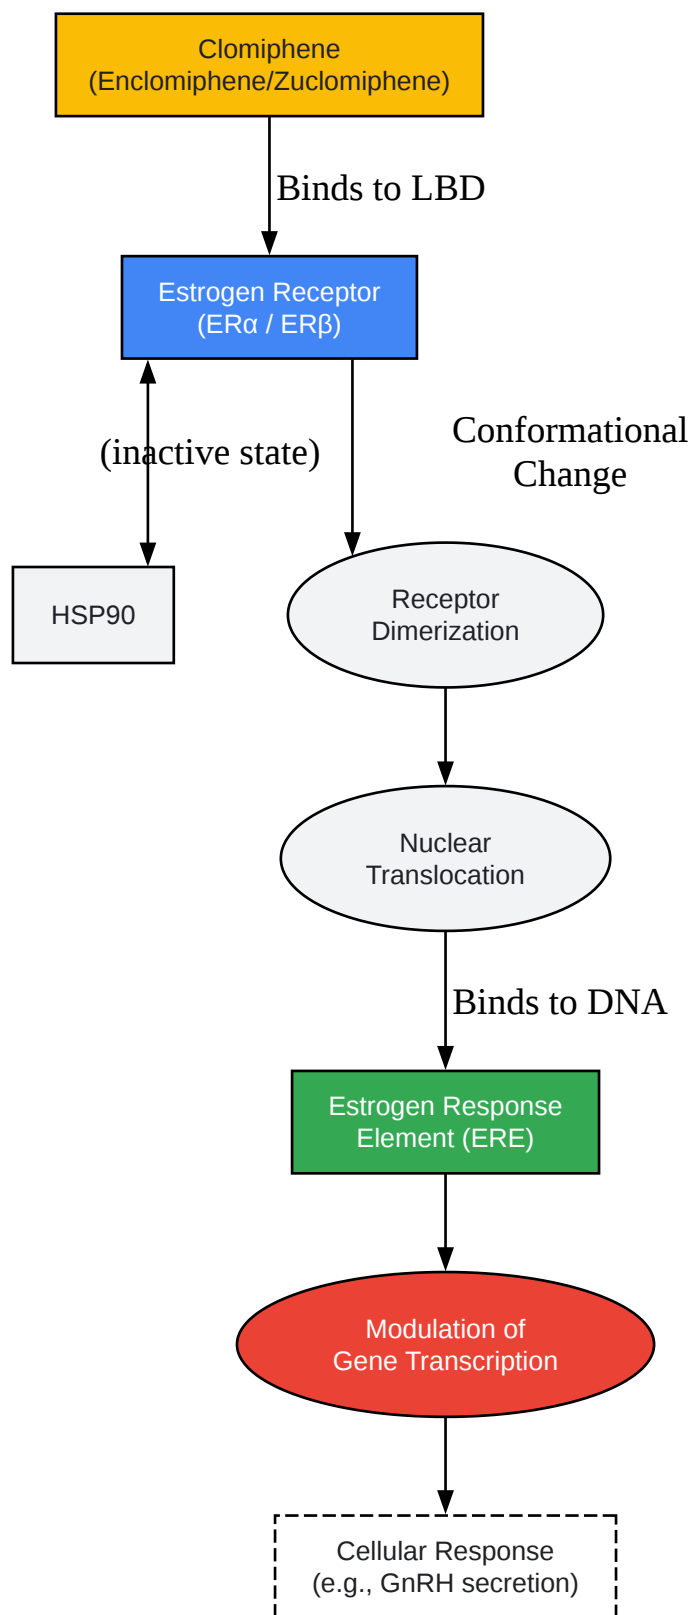 Clomiphene
(Enclomiphene/Zuclomiphene)
Binds to LBD
Estrogen Receptor
(ERα / ERβ)
(inactive state)
Conformational
Change
HSP90
Receptor
Dimerization
Nuclear
Translocation
Binds to DNA
Estrogen Response
Element (ERE)
Modulation of
Gene Transcription
Cellular Response
(e.g., GnRH secretion)